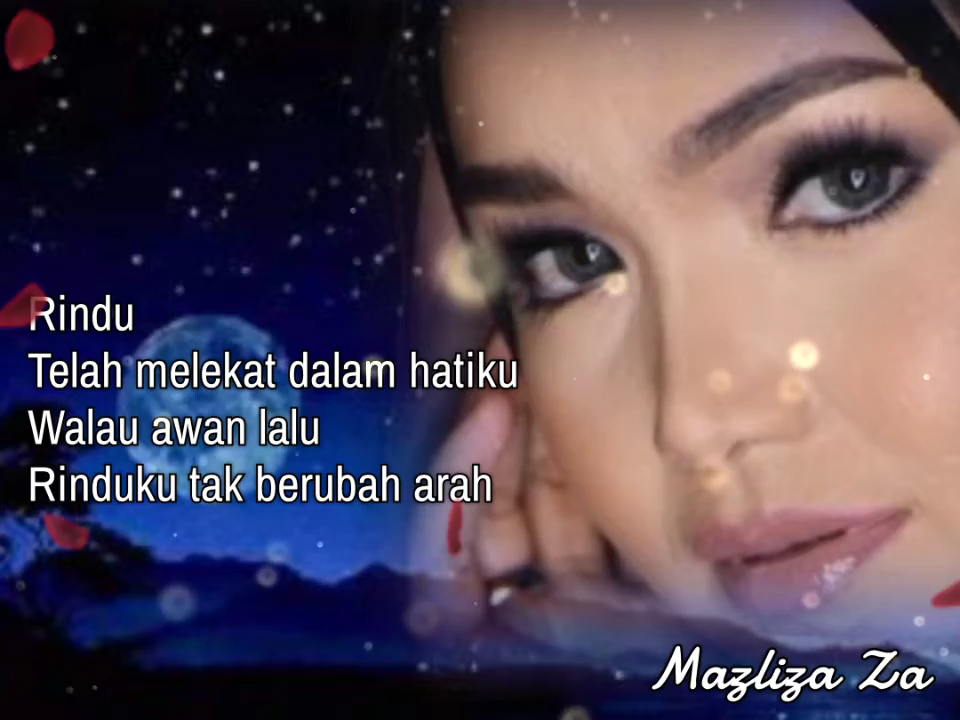 Rindu
Telah melekat dalam hatiku
Walau awan lalu
Rinduku tak berubah arah
Mazliza Za